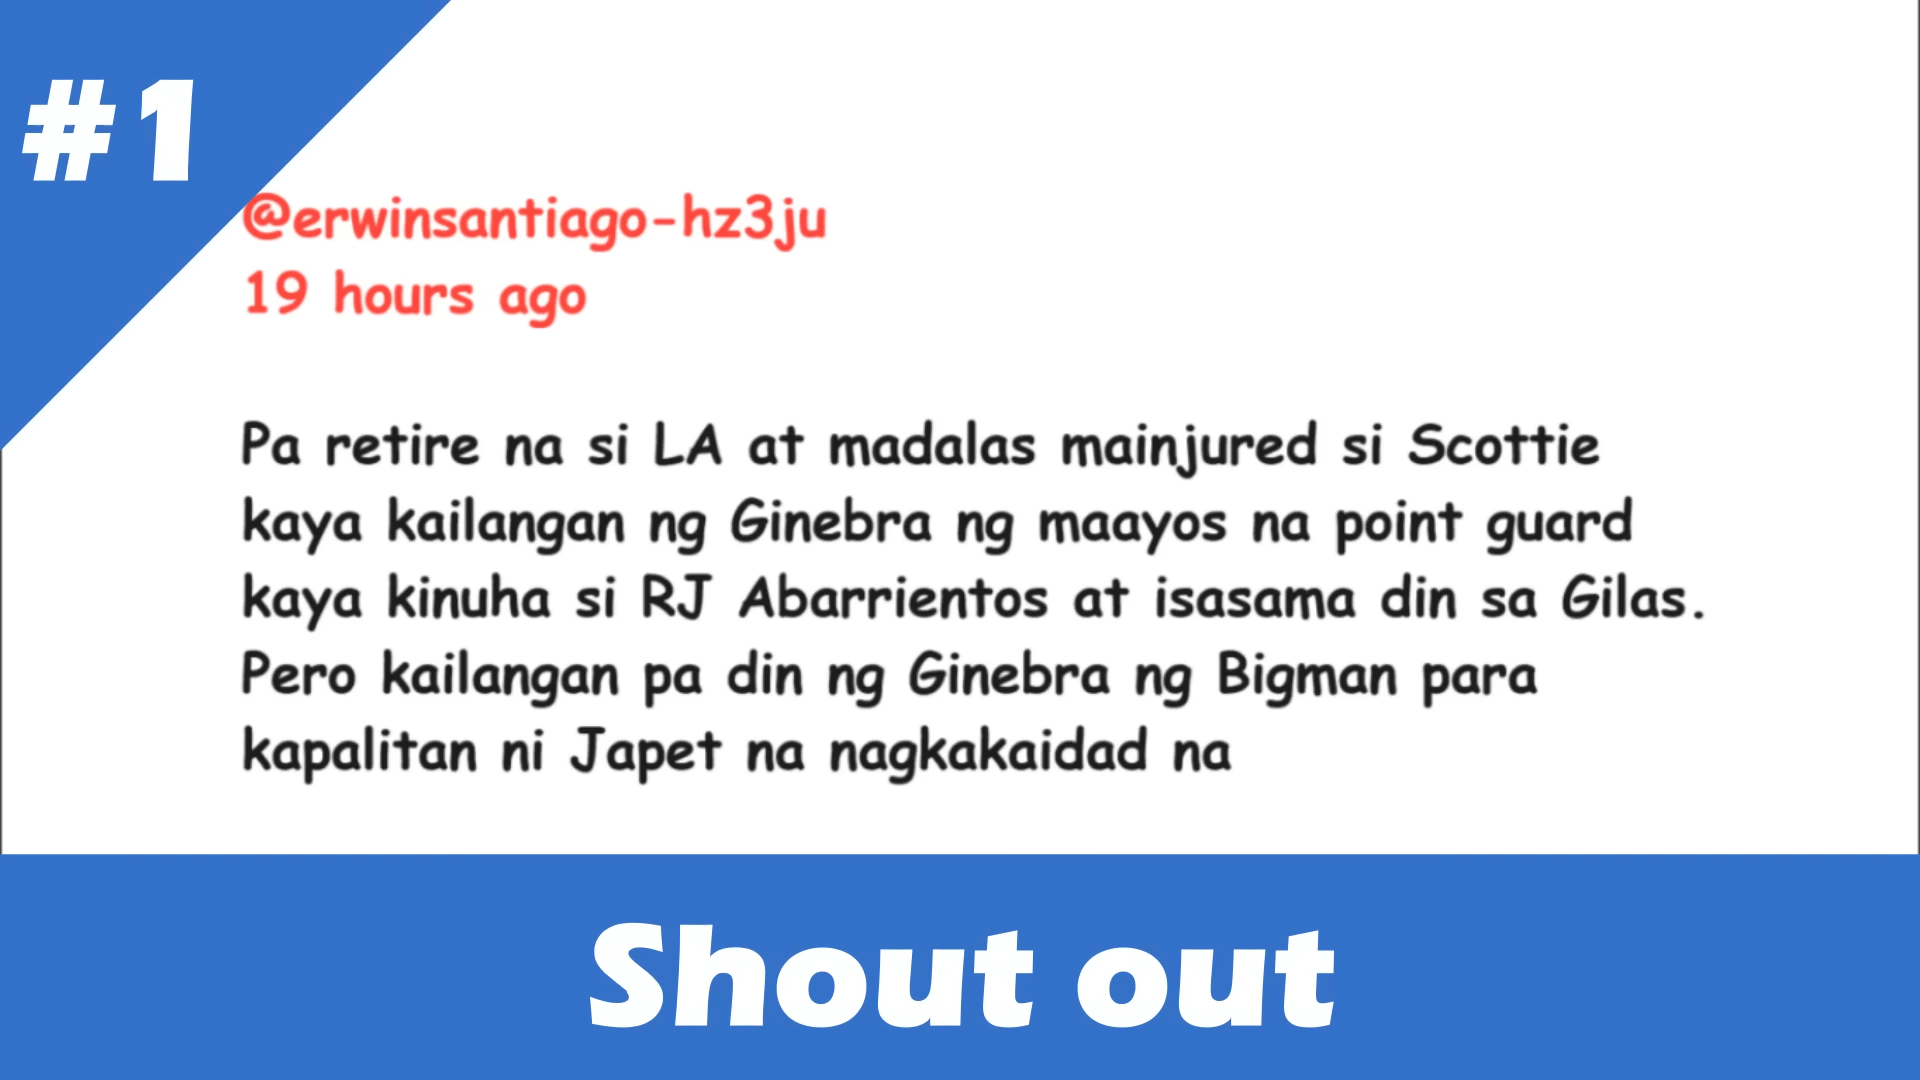 #1
@erwinsantiago-hz3ju
19 hours ago
Pa retire na si LA at madalas mainjured si Scottie
kaya kailangan ng Ginebra ng maayos na point guard
kaya kinuha si RJ Abarrientos at isasama din sa Gilas.
Pero kailangan pa din ng Ginebra ng Bigman para
kapalitan ni Japet na nagkakaidad na
Shout out